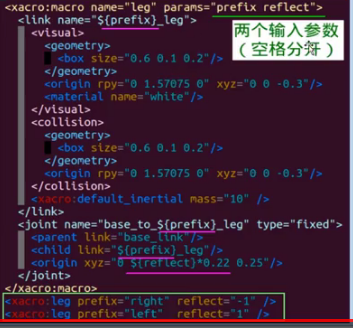 <xacro:macro name="leg" params="prefix reflect">
<link name="${prefix}_leg">
<visual>
<geometry>
<box size="0.6 0.1 0.2"/>
</geometry>
<origin rpy="0 1.57075 0" xyz="0 0 -0.3"/>
<material name="white"/>
</visual>
<collision>
<geometry>
<box size="0.6 0.1 0.2"/>
</geometry>
<origin rpy="0 1.57075 0" xyz="0 0 -0.3"/>
</collision>
<xacro:default_inertial mass="10" />
</link>
<joint name="base_to_${prefix}_leg" type="fixed">
<parent link="base_link"/>
<child link="${prefix}_leg"/>
<origin xyz="0 ${reflect}*0.22 0.25"/>
</joint>
</xacro:macro>
<xacro:leg prefix="right" reflect="-1" />
<xacro:leg prefix="left" reflect="1" />
两个输入参数
(空格分开)